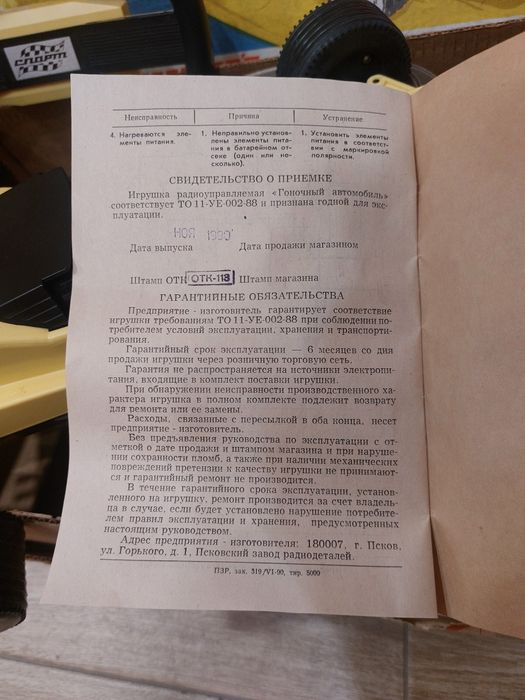 СПОРТ
Неисправность Причина Устранение
4. Нагреваются эле- 1. Неправильно установ- 1. Установить элементы
менты питания. лены элементы пита- питания в соответст-
ния в батарейном от- вии с маркировкой
секе (один или не- полярности.
сколько).
СВИДЕТЕЛЬСТВО О ПРИЕМКЕ
Игрушка радиоуправляемая «Гоночный автомобиль»
соответствует ТО 11-УЕ-002-88 и признана годной для экс-
плуатации.
НОЯ 1990
Дата выпуска Дата продажи магазином
Штамп ОТК ОТК-118 Штамп магазина
ГАРАНТИЙНЫЕ ОБЯЗАТЕЛЬСТВА
Предприятие - изготовитель гарантирует соответствие
игрушки требованиям ТО 11-УЕ-002-88 при соблюдении по-
требителем условий эксплуатации, хранения и транспорти-
рования.
Гарантийный срок эксплуатации — 6 месяцев со дня
продажи игрушки через розничную торговую сеть.
Гарантия не распространяется на источники электропи-
тания, входящие в комплект поставки игрушки.
При обнаружении неисправности производственного ха-
рактера игрушка в полном комплекте подлежит возврату
для ремонта или ее замены.
Расходы, связанные с пересылкой в оба конца, несет
предприятие - изготовитель.
Без предъявления руководства по эксплуатации с от-
меткой о дате продажи и штампом магазина и при наруше-
нии сохранности пломб, а также при наличии механических
повреждений претензии к качеству игрушки не принимают-
ся и гарантийный ремонт не производится.
В течение гарантийного срока эксплуатации, установ-
ленного на игрушку, ремонт производится за счет владель-
ца в случае, если будет установлено нарушение потребите-
лем правил эксплуатации и хранения, предусмотренных
настоящим руководством.
Адрес предприятия - изготовителя: 180007, г. Псков,
ул. Горького, д. 1, Псковский завод радиодеталей.
ПЗР, зак. 319/VI-90, тир. 5000